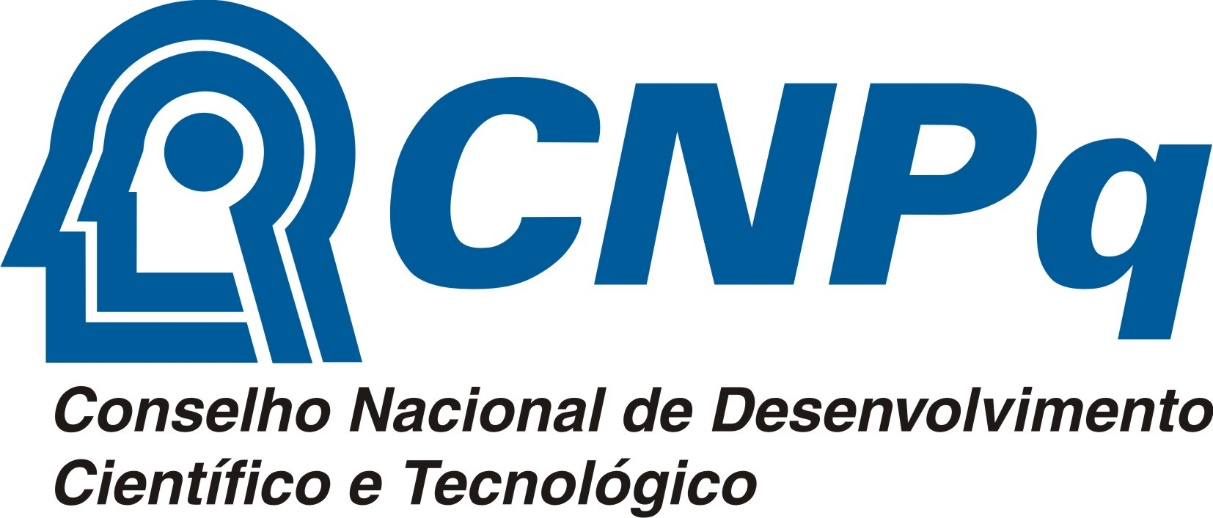 CNPq
Conselho Nacional de Desenvolvimento
Científico e Tecnológico